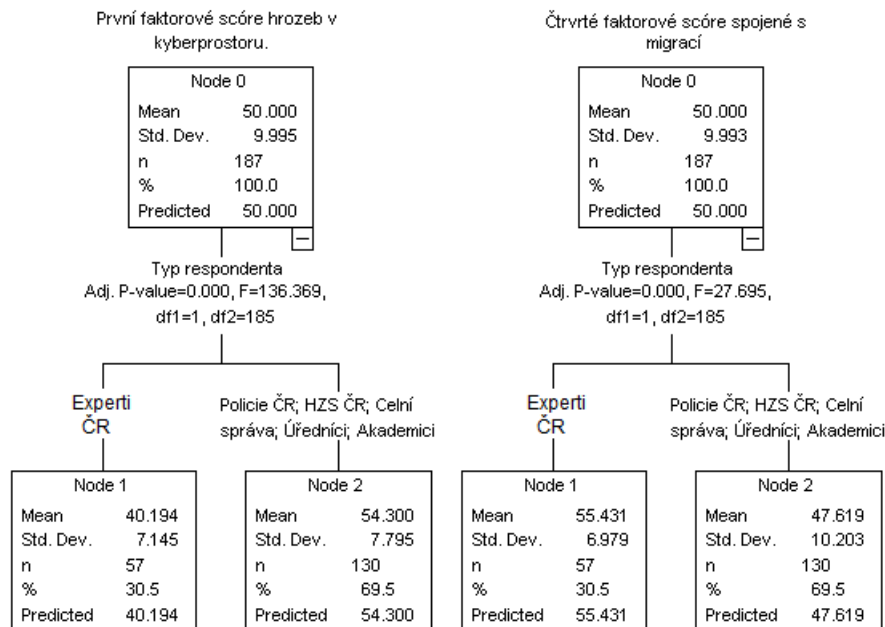 První faktorové scóre hrozeb v
kyberprostoru.
Node 0
Mean 50.000
Std. Dev. 9.995
n 187
% 100.0
Predicted 50.000
Typ respondenta
Adj. P-value=0.000, F=136.369,
df1=1, df2=185
Experti
ČR
Policie ČR; HZS ČR; Celní
správa; Úředníci; Akademici
Node 1
Mean 40.194
Std. Dev. 7.145
n 57
% 30.5
Predicted 40.194
Node 2
Mean 54.300
Std. Dev. 7.795
n 130
% 69.5
Predicted 54.300
Čtrvrté faktorové scóre spojené s
migrací
Node 0
Mean 50.000
Std. Dev. 9.993
n 187
% 100.0
Predicted 50.000
Typ respondenta
Adj. P-value=0.000, F=27.695,
df1=1, df2=185
Experti
ČR
Policie ČR; HZS ČR; Celní
správa; Úředníci; Akademici
Node 1
Mean 55.431
Std. Dev. 6.979
n 57
% 30.5
Predicted 55.431
Node 2
Mean 47.619
Std. Dev. 10.203
n 130
% 69.5
Predicted 47.619